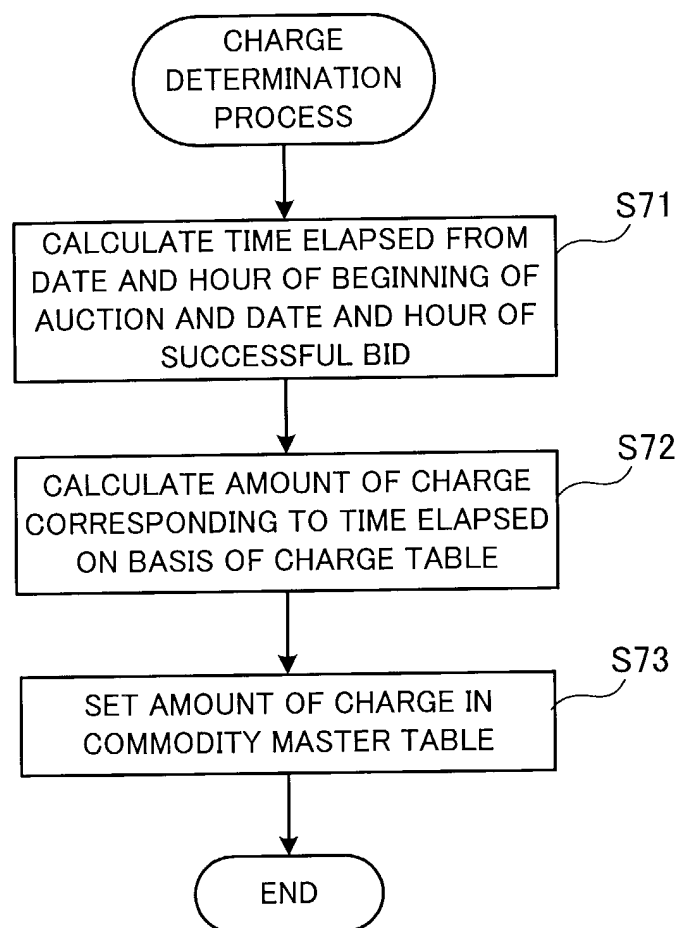 CHARGE
DETERMINATION
PROCESS
S71
CALCULATE TIME ELAPSED FROM
DATE AND HOUR OF BEGINNING OF
AUCTION AND DATE AND HOUR OF
SUCCESSFUL BID
S72
CALCULATE AMOUNT OF CHARGE
CORRESPONDING TO TIME ELAPSED
ON BASIS OF CHARGE TABLE
S73
SET AMOUNT OF CHARGE IN
COMMODITY MASTER TABLE
END